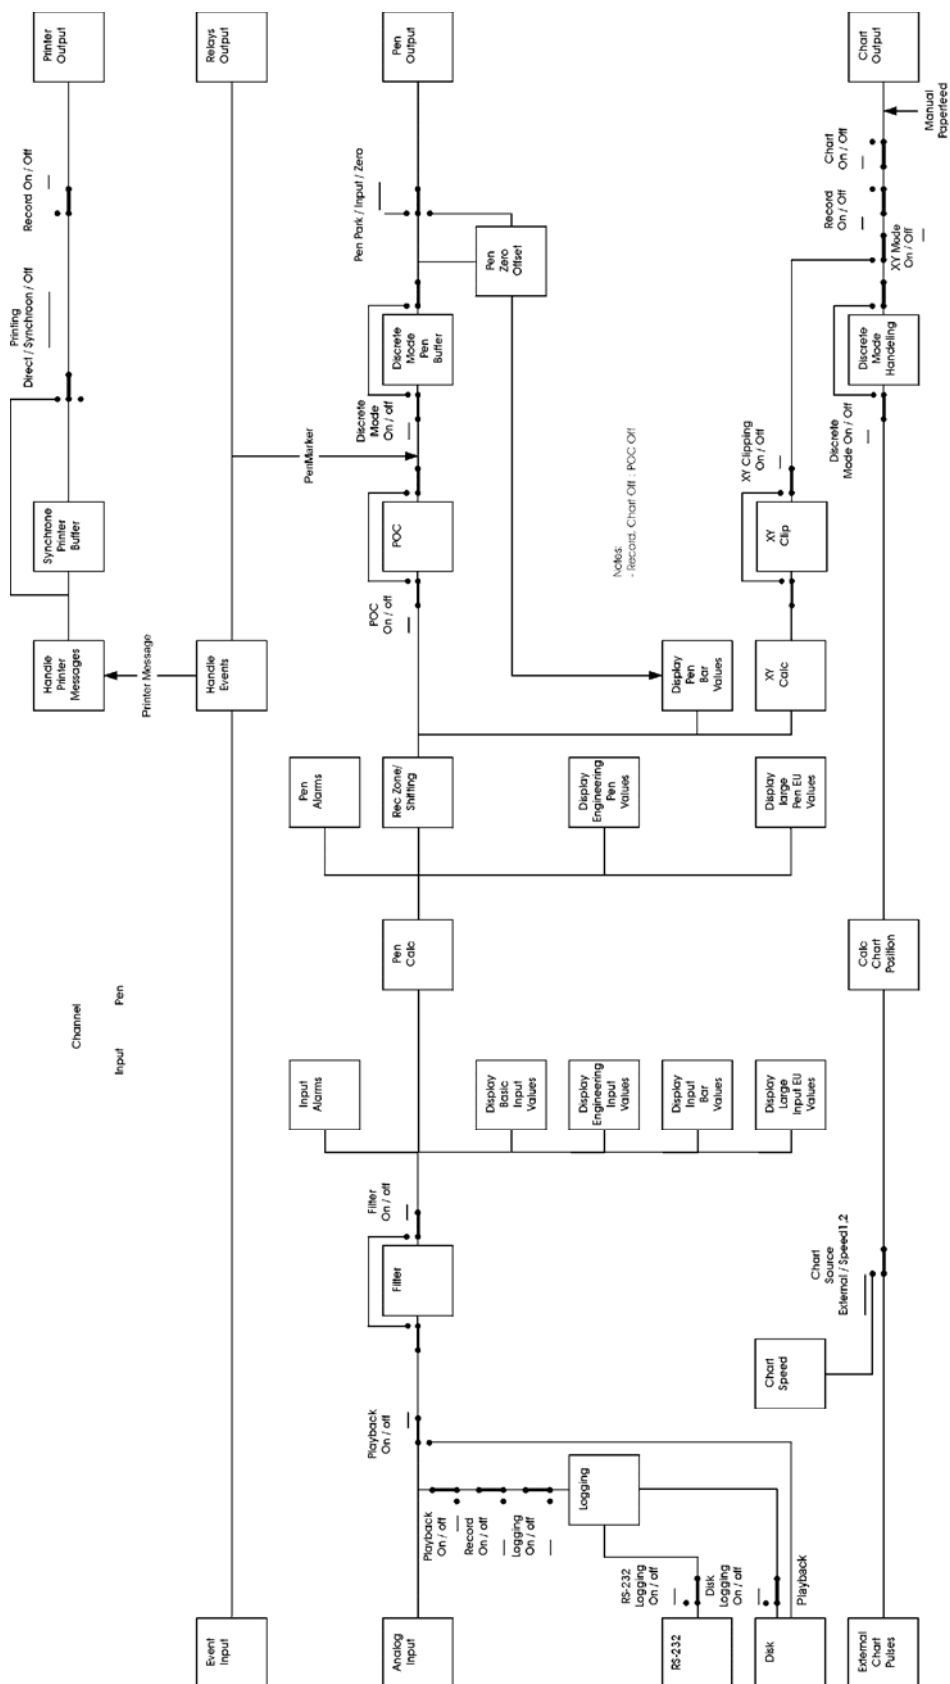 Printer
Output
Relays
Output
Pen
Output
Chart
Output
Manual
Paperfeed
Record On / Off
Pen Park / Input / Zero
Chart
On / Off
Record
On / Off
XY Mode
On / Off
Pen
Zero
Offset
Printing
Direct / Synchroon / Off
Discrete
Mode
Pen
Buffer
Discrete
Mode
Handeling
Discrete
Mode
On / off
Discrete
Mode On / Off
PenMarker
XY Clipping
On / Off
Synchrone
Printer
Buffer
POC
XY
Clip
Notes:
- Record, Chart Off : POC Off
POC
On / off
Handle
Printer
Messages
Printer Message
Handle
Events
Display
Pen
Bar
Values
XY
Calc
Pen
Alarms
Rec Zone/
Shifting
Display
Engineering
Pen
Values
Display
large
Pen EU
Values
Pen
Calc
Calc
Chart
Position
Channel
Input
Pen
Input
Alarms
Display
Basic
Input
Values
Display
Engineering
Input
Values
Display
Input
Bar
Values
Display
Large
Input EU
Values
Filter
On / off
Filter
Chart
Source
External / Speed1,2
Chart
Speed
Playback
On / off
Playback
On / off
Record
On / off
Logging
On / off
Logging
RS-232
Logging
On / off
Disk
Logging
On / off
Playback
Event
Input
Analog
Input
RS-232
Disk
External
Chart
Pulses